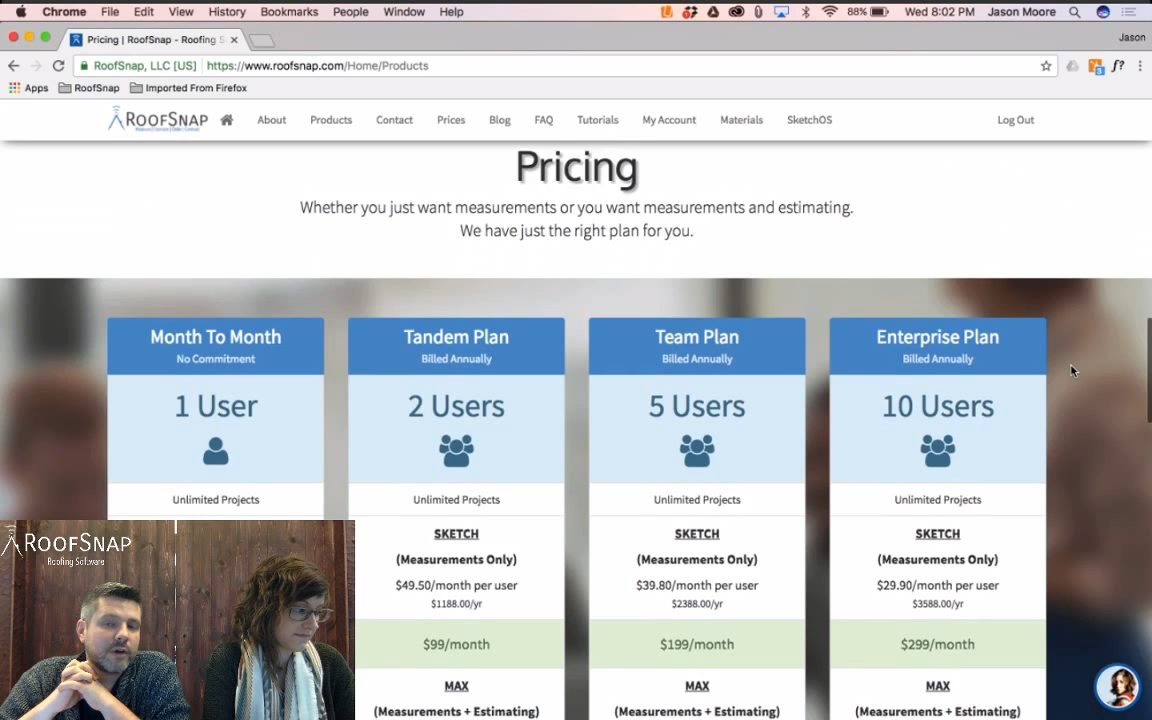 Chrome File Edit View History Bookmarks People Window Help 88% Wed 8:02 PM Jason Moore
Pricing | RoofSnap - Roofing S
Jason
RoofSnap, LLC [US] https://www.roofsnap.com/Home/Products
f?
Apps RoofSnap Imported From Firefox
ROOFSNAP About Products Contact Prices Blog FAQ Tutorials My Account Materials SketchOS Log Out
Pricing
Whether you just want measurements or you want measurements and estimating.
We have just the right plan for you.
Month To Month
No Commitment
1 User
Unlimited Projects
Tandem Plan
Billed Annually
2 Users
Unlimited Projects
SKETCH
(Measurements Only)
$49.50/month per user
$1188.00/yr
$99/month
MAX
(Measurements + Estimating)
Team Plan
Billed Annually
5 Users
Unlimited Projects
SKETCH
(Measurements Only)
$39.80/month per user
$2388.00/yr
$199/month
MAX
(Measurements + Estimating)
Enterprise Plan
Billed Annually
10 Users
Unlimited Projects
SKETCH
(Measurements Only)
$29.90/month per user
$3588.00/yr
$299/month
MAX
(Measurements + Estimating)
ROOFSNAP
Roofing Software